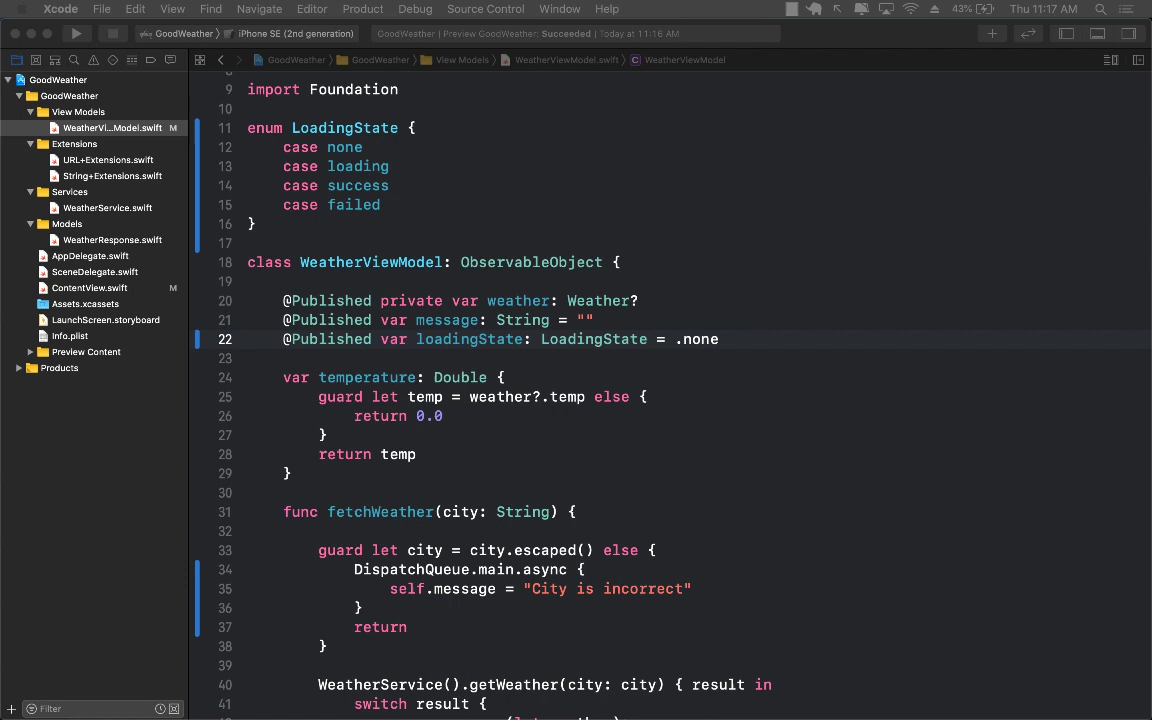 Xcode File Edit View Find Navigate Editor Product Debug Source Control Window Help 43% Thu 11:17 AM
GoodWeather 〉 iPhone SE (2nd generation) GoodWeather | Preview GoodWeather: Succeeded | Today at 11:16 AM
GoodWeather 〉 GoodWeather 〉 View Models 〉 WeatherViewModel.swift 〉 C WeatherViewModel
GoodWeather
GoodWeather
View Models
WeatherVi...Model.swift M
Extensions
URL+Extensions.swift
String+Extensions.swift
Services
WeatherService.swift
Models
WeatherResponse.swift
AppDelegate.swift
SceneDelegate.swift
ContentView.swift M
Assets.xcassets
LaunchScreen.storyboard
Info.plist
Preview Content
Products
Filter
9 import Foundation
10
11 enum LoadingState {
12 case none
13 case loading
14 case success
15 case failed
16 }
17
18 class WeatherViewModel: ObservableObject {
19
20 @Published private var weather: Weather?
21 @Published var message: String = ""
22 @Published var loadingState: LoadingState = .none
23
24 var temperature: Double {
25 guard let temp = weather?.temp else {
26 return 0.0
27 }
28 return temp
29 }
30
31 func fetchWeather(city: String) {
32
33 guard let city = city.escaped() else {
34 DispatchQueue.main.async {
35 self.message = "City is incorrect"
36 }
37 return
38 }
39
40 WeatherService().getWeather(city: city) { result in
41 switch result {